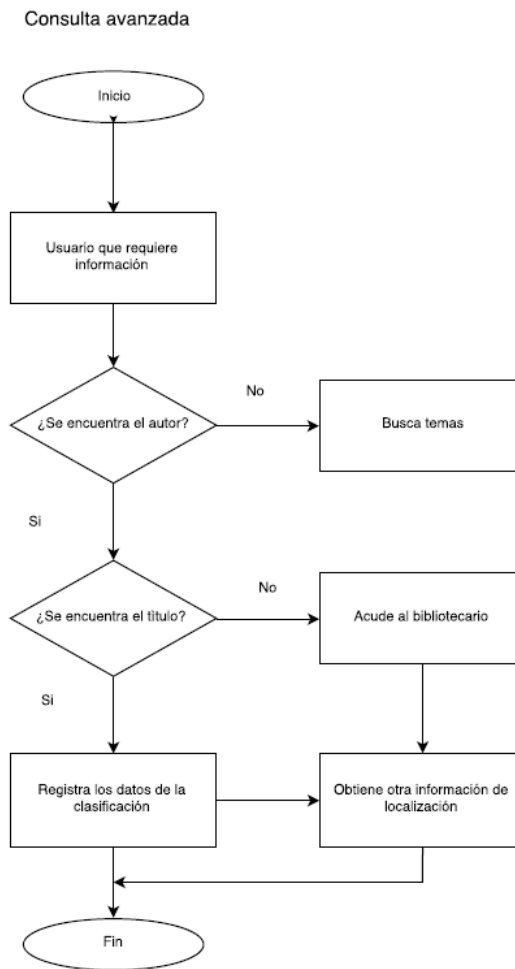 Consulta avanzada
Inicio
Usuario que requiere
información
¿Se encuentra el autor?
No
Busca temas
Si
¿Se encuentra el tìtulo?
No
Acude al bibliotecario
Si
Registra los datos de la
clasificación
Obtiene otra información de
localización
Fin